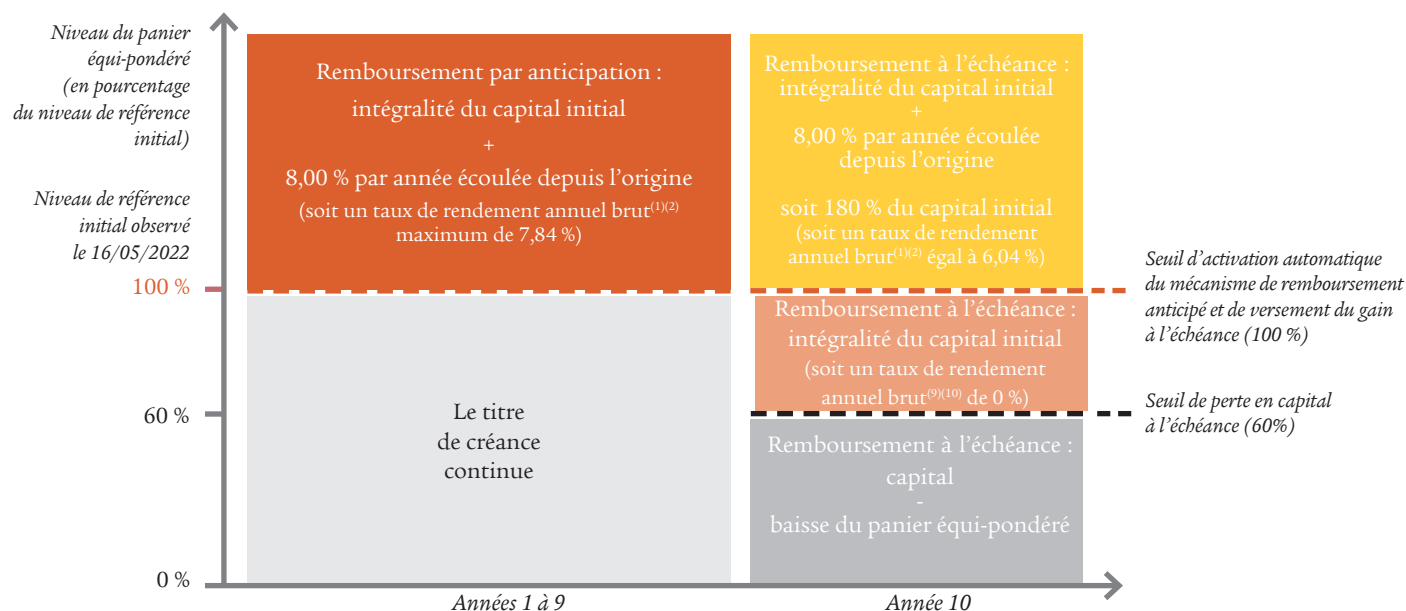 Niveau du panier
équi-pondéré
(en pourcentage
du niveau de référence
initial)
Niveau de référence
initial observé
le 16/05/2022
100 %
60 %
0 %
Remboursement par anticipation :
intégralité du capital initial
+
8,00 % par année écoulée depuis l’origine
(soit un taux de rendement annuel brut(1)(2)
maximum de 7,84 %)
Le titre
de créance
continue
Remboursement à l’échéance :
intégralité du capital initial
+
8,00 % par année écoulée
depuis l’origine
soit 180 % du capital initial
(soit un taux de rendement
annuel brut(1)(2) égal à 6,04 %)
Remboursement à l’échéance :
intégralité du capital initial
(soit un taux de rendement
annuel brut(9)(10) de 0 %)
Remboursement à l’échéance :
capital
-
baisse du panier équi-pondéré
Seuil d’activation automatique
du mécanisme de remboursement
anticipé et de versement du gain
à l’échéance (100 %)
Seuil de perte en capital
à l’échéance (60%)
Années 1 à 9
Année 10